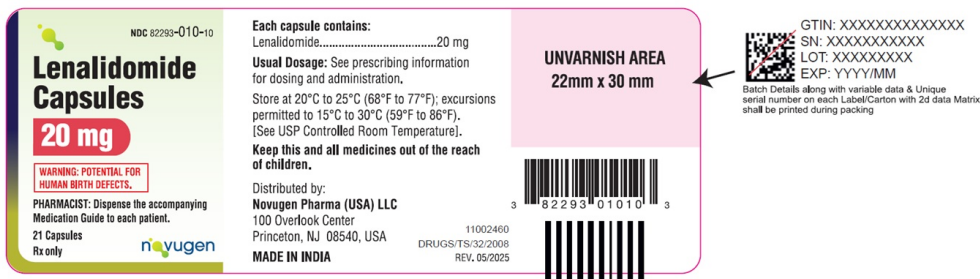 NDC 82293-010-10
Lenalidomide
Capsules
20 mg
WARNING: POTENTIAL FOR
HUMAN BIRTH DEFECTS.
PHARMACIST: Dispense the accompanying
Medication Guide to each patient.
21 Capsules
Rx only
novugen
Each capsule contains:
Lenalidomide.....................................20 mg
Usual Dosage: See prescribing information
for dosing and administration.
Store at 20°C to 25°C (68°F to 77°F); excursions
permitted to 15°C to 30°C (59°F to 86°F).
[See USP Controlled Room Temperature].
Keep this and all medicines out of the reach
of children.
Distributed by:
Novugen Pharma (USA) LLC
100 Overlook Center
Princeton, NJ 08540, USA
MADE IN INDIA
11002460
DRUGS/TS/32/2008
REV. 05/2025
UNVARNISH AREA
22mm x 30 mm
3 82293 01010 3
GTIN: XXXXXXXXXXXXXX
SN: XXXXXXXXXXX
LOT: XXXXXXXXX
EXP: YYYY/MM
Batch Details along with variable data & Unique
serial number on each Label/Carton with 2d data Matrix
shall be printed during packing